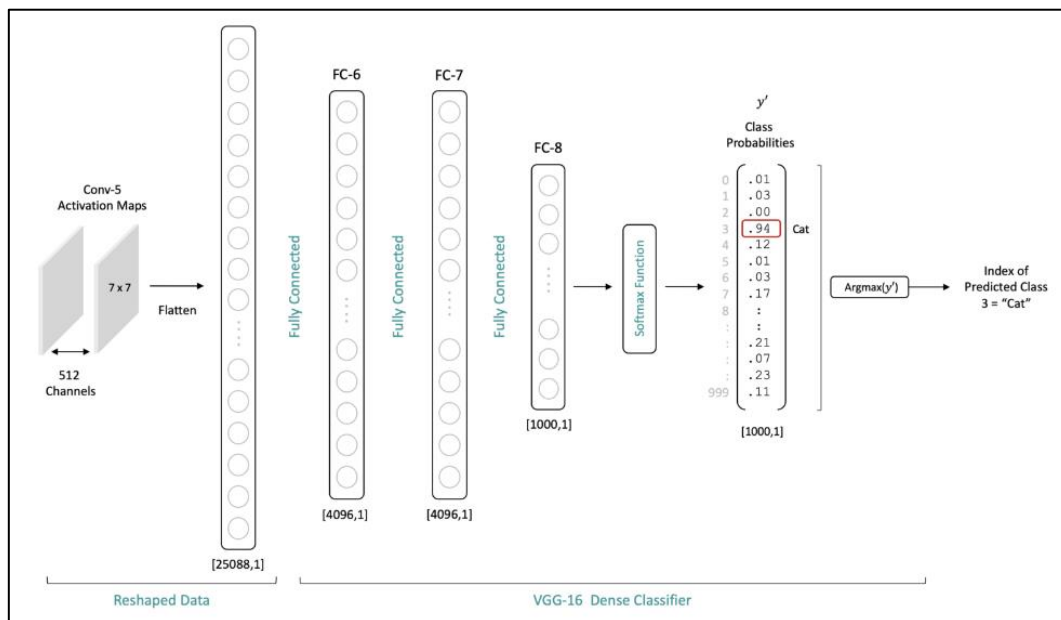 Conv-5
Activation Maps
7 x 7
512
Channels
Flatten
[25088,1]
Reshaped Data
Fully Connected
FC-6
[4096,1]
Fully Connected
FC-7
[4096,1]
Fully Connected
FC-8
[1000,1]
Softmax Function
y′
Class
Probabilities
0 .01
1 .03
2 .00
3 .94 Cat
4 .12
5 .01
6 .03
7 .17
8 :
: :
: .21
: .07
: .23
999 .11
[1000,1]
Argmax(y′)
Index of
Predicted Class
3 = “Cat”
VGG-16 Dense Classifier